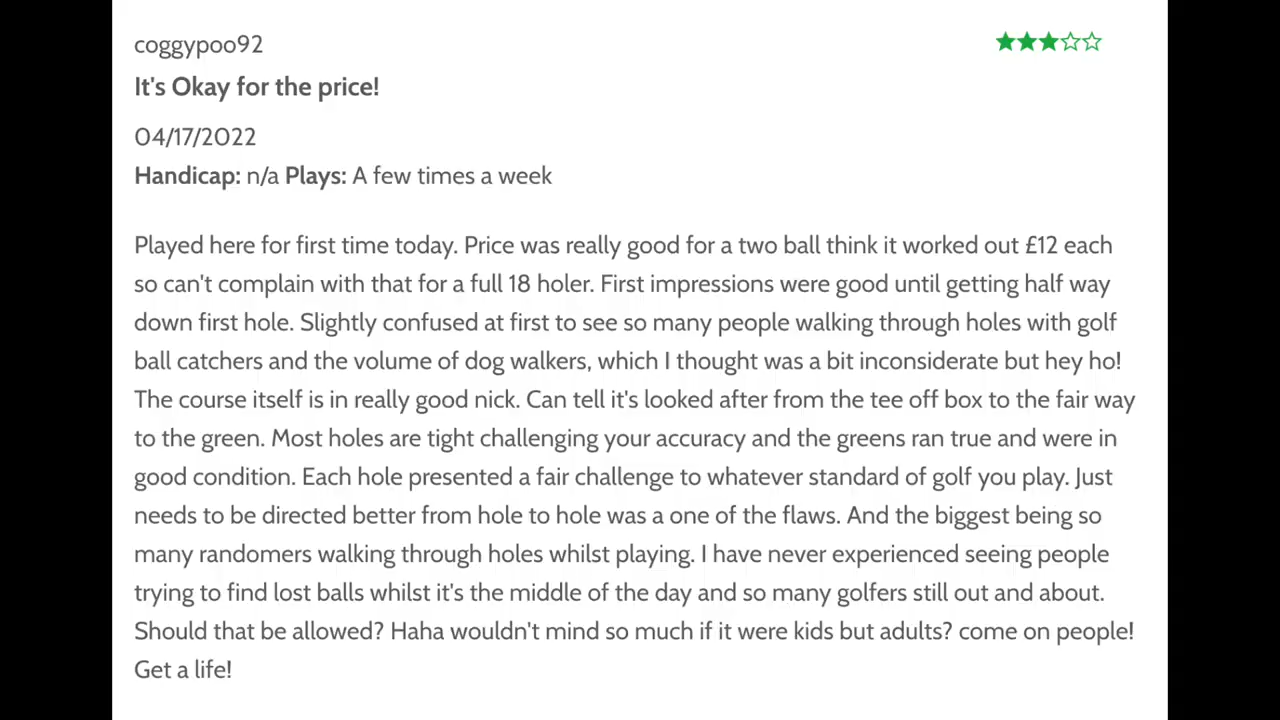 coggypoo92
It's Okay for the price!
04/17/2022
Handicap: n/a Plays: A few times a week
Played here for first time today. Price was really good for a two ball think it worked out £12 each
so can't complain with that for a full 18 holer. First impressions were good until getting half way
down first hole. Slightly confused at first to see so many people walking through holes with golf
ball catchers and the volume of dog walkers, which I thought was a bit inconsiderate but hey ho!
The course itself is in really good nick. Can tell it's looked after from the tee off box to the fair way
to the green. Most holes are tight challenging your accuracy and the greens ran true and were in
good condition. Each hole presented a fair challenge to whatever standard of golf you play. Just
needs to be directed better from hole to hole was a one of the flaws. And the biggest being so
many randomers walking through holes whilst playing. I have never experienced seeing people
trying to find lost balls whilst it's the middle of the day and so many golfers still out and about.
Should that be allowed? Haha wouldn't mind so much if it were kids but adults? come on people!
Get a life!